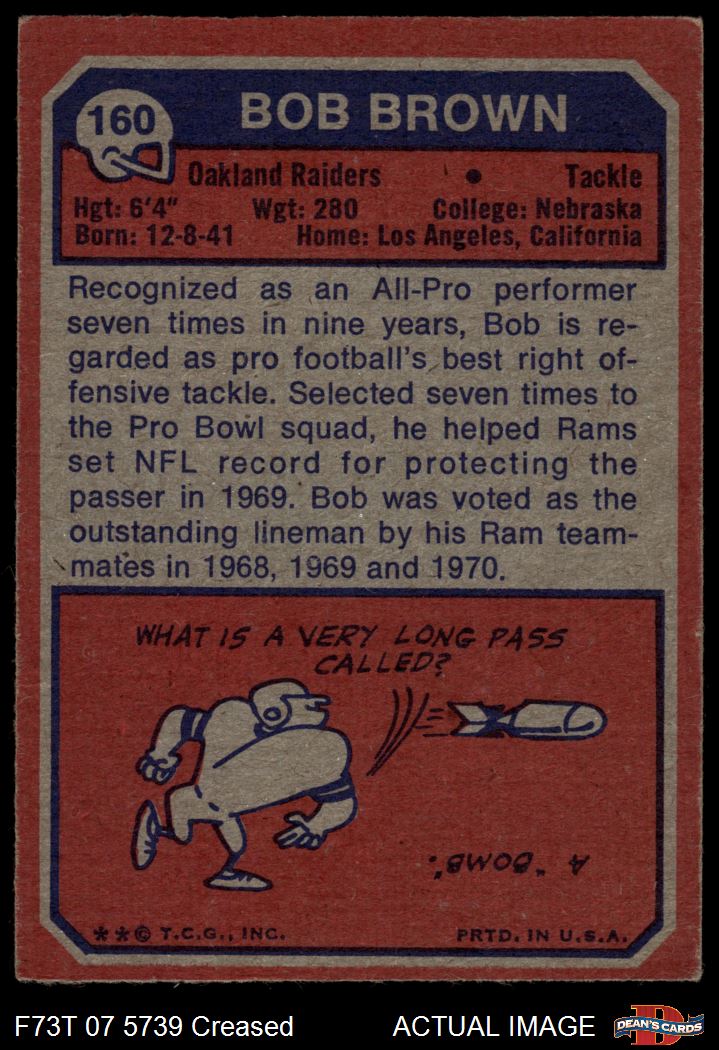 160
BOB BROWN
Oakland Raiders • Tackle
Hgt: 6'4" Wgt: 280 College: Nebraska
Born: 12-8-41 Home: Los Angeles, California
Recognized as an All-Pro performer
seven times in nine years, Bob is re-
garded as pro football's best right of-
fensive tackle. Selected seven times to
the Pro Bowl squad, he helped Rams
set NFL record for protecting the
passer in 1969. Bob was voted as the
outstanding lineman by his Ram team-
mates in 1968, 1969 and 1970.
WHAT IS A VERY LONG PASS
CALLED?
A "BOMB".
**© T.C.G., INC. PRTD. IN U.S.A.
F73T 07 5739 Creased ACTUAL IMAGE
D
DEAN'S CARDS